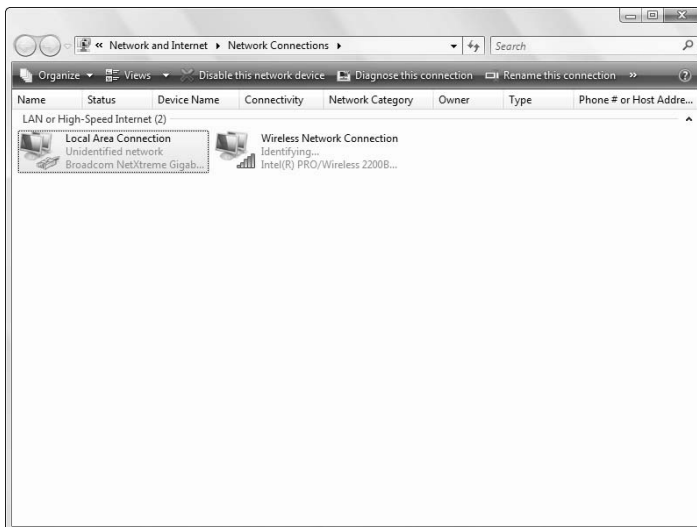 « Network and Internet ▸ Network Connections ▸ Search
Organize Views Disable this network device Diagnose this connection Rename this connection »
Name Status Device Name Connectivity Network Category Owner Type Phone # or Host Addre...
LAN or High-Speed Internet (2)
Local Area Connection
Unidentified network
Broadcom NetXtreme Gigab...
Wireless Network Connection
Identifying...
Intel(R) PRO/Wireless 2200B...